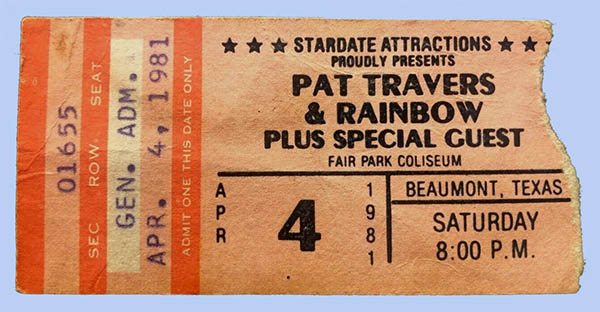 01655
SEC ROW SEAT
GEN. ADM.
APR. 4, 1981
ADMIT ONE THIS DATE ONLY
★ ★ ★ STARDATE ATTRACTIONS ★ ★
PROUDLY PRESENTS
PAT TRAVERS
& RAINBOW
PLUS SPECIAL GUEST
FAIR PARK COLISEUM
APR
4
1981
BEAUMONT, TEXAS
SATURDAY
8:00 P.M.